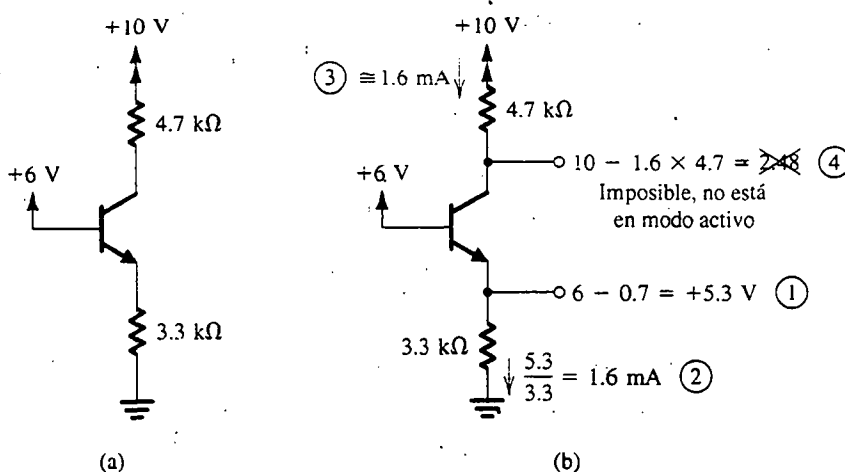 +10 V
4.7 kΩ
+6 V
3.3 kΩ
(a)
+10 V
③ ≅ 1.6 mA
4.7 kΩ
10 − 1.6 × 4.7 = 2.48 ④
Imposible, no está
en modo activo
+6 V
6 − 0.7 = +5.3 V ①
3.3 kΩ
5.3
3.3
= 1.6 mA ②
(b)